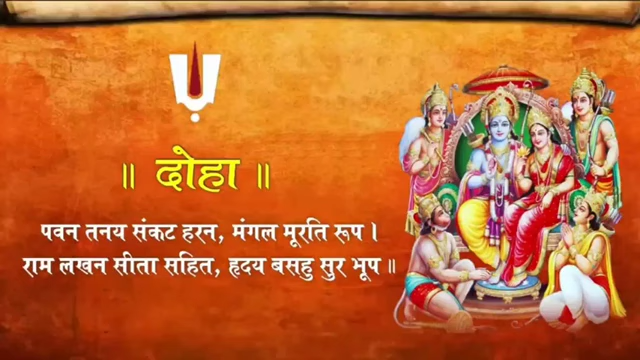 ॥ दोहा ॥
पवन तनय संकट हरन, मंगल मूरति रूप ।
राम लखन सीता सहित, हृदय बसहु सुर भूप ॥